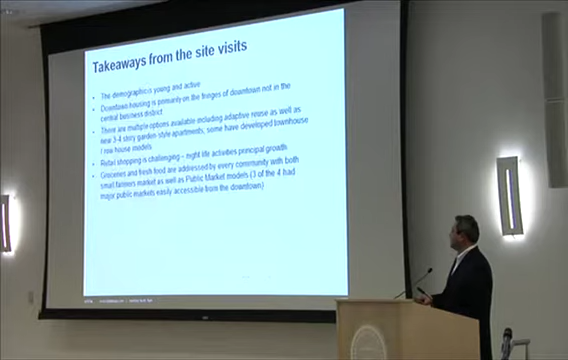 Takeaways from the site visits
• The demographic is young and active
• Downtown housing is primarily on the fringes of downtown not in the
central business district
• There are multiple options available including adaptive reuse as well as
new 3-4 story garden-style apartments, some have developed townhouse
/ row house models
• Retail shopping is challenging – night life activities principal growth
• Groceries and fresh food are addressed by every community with both
small farmers market as well as Public Market models (3 of the 4 had
major public markets easily accessible from the downtown)